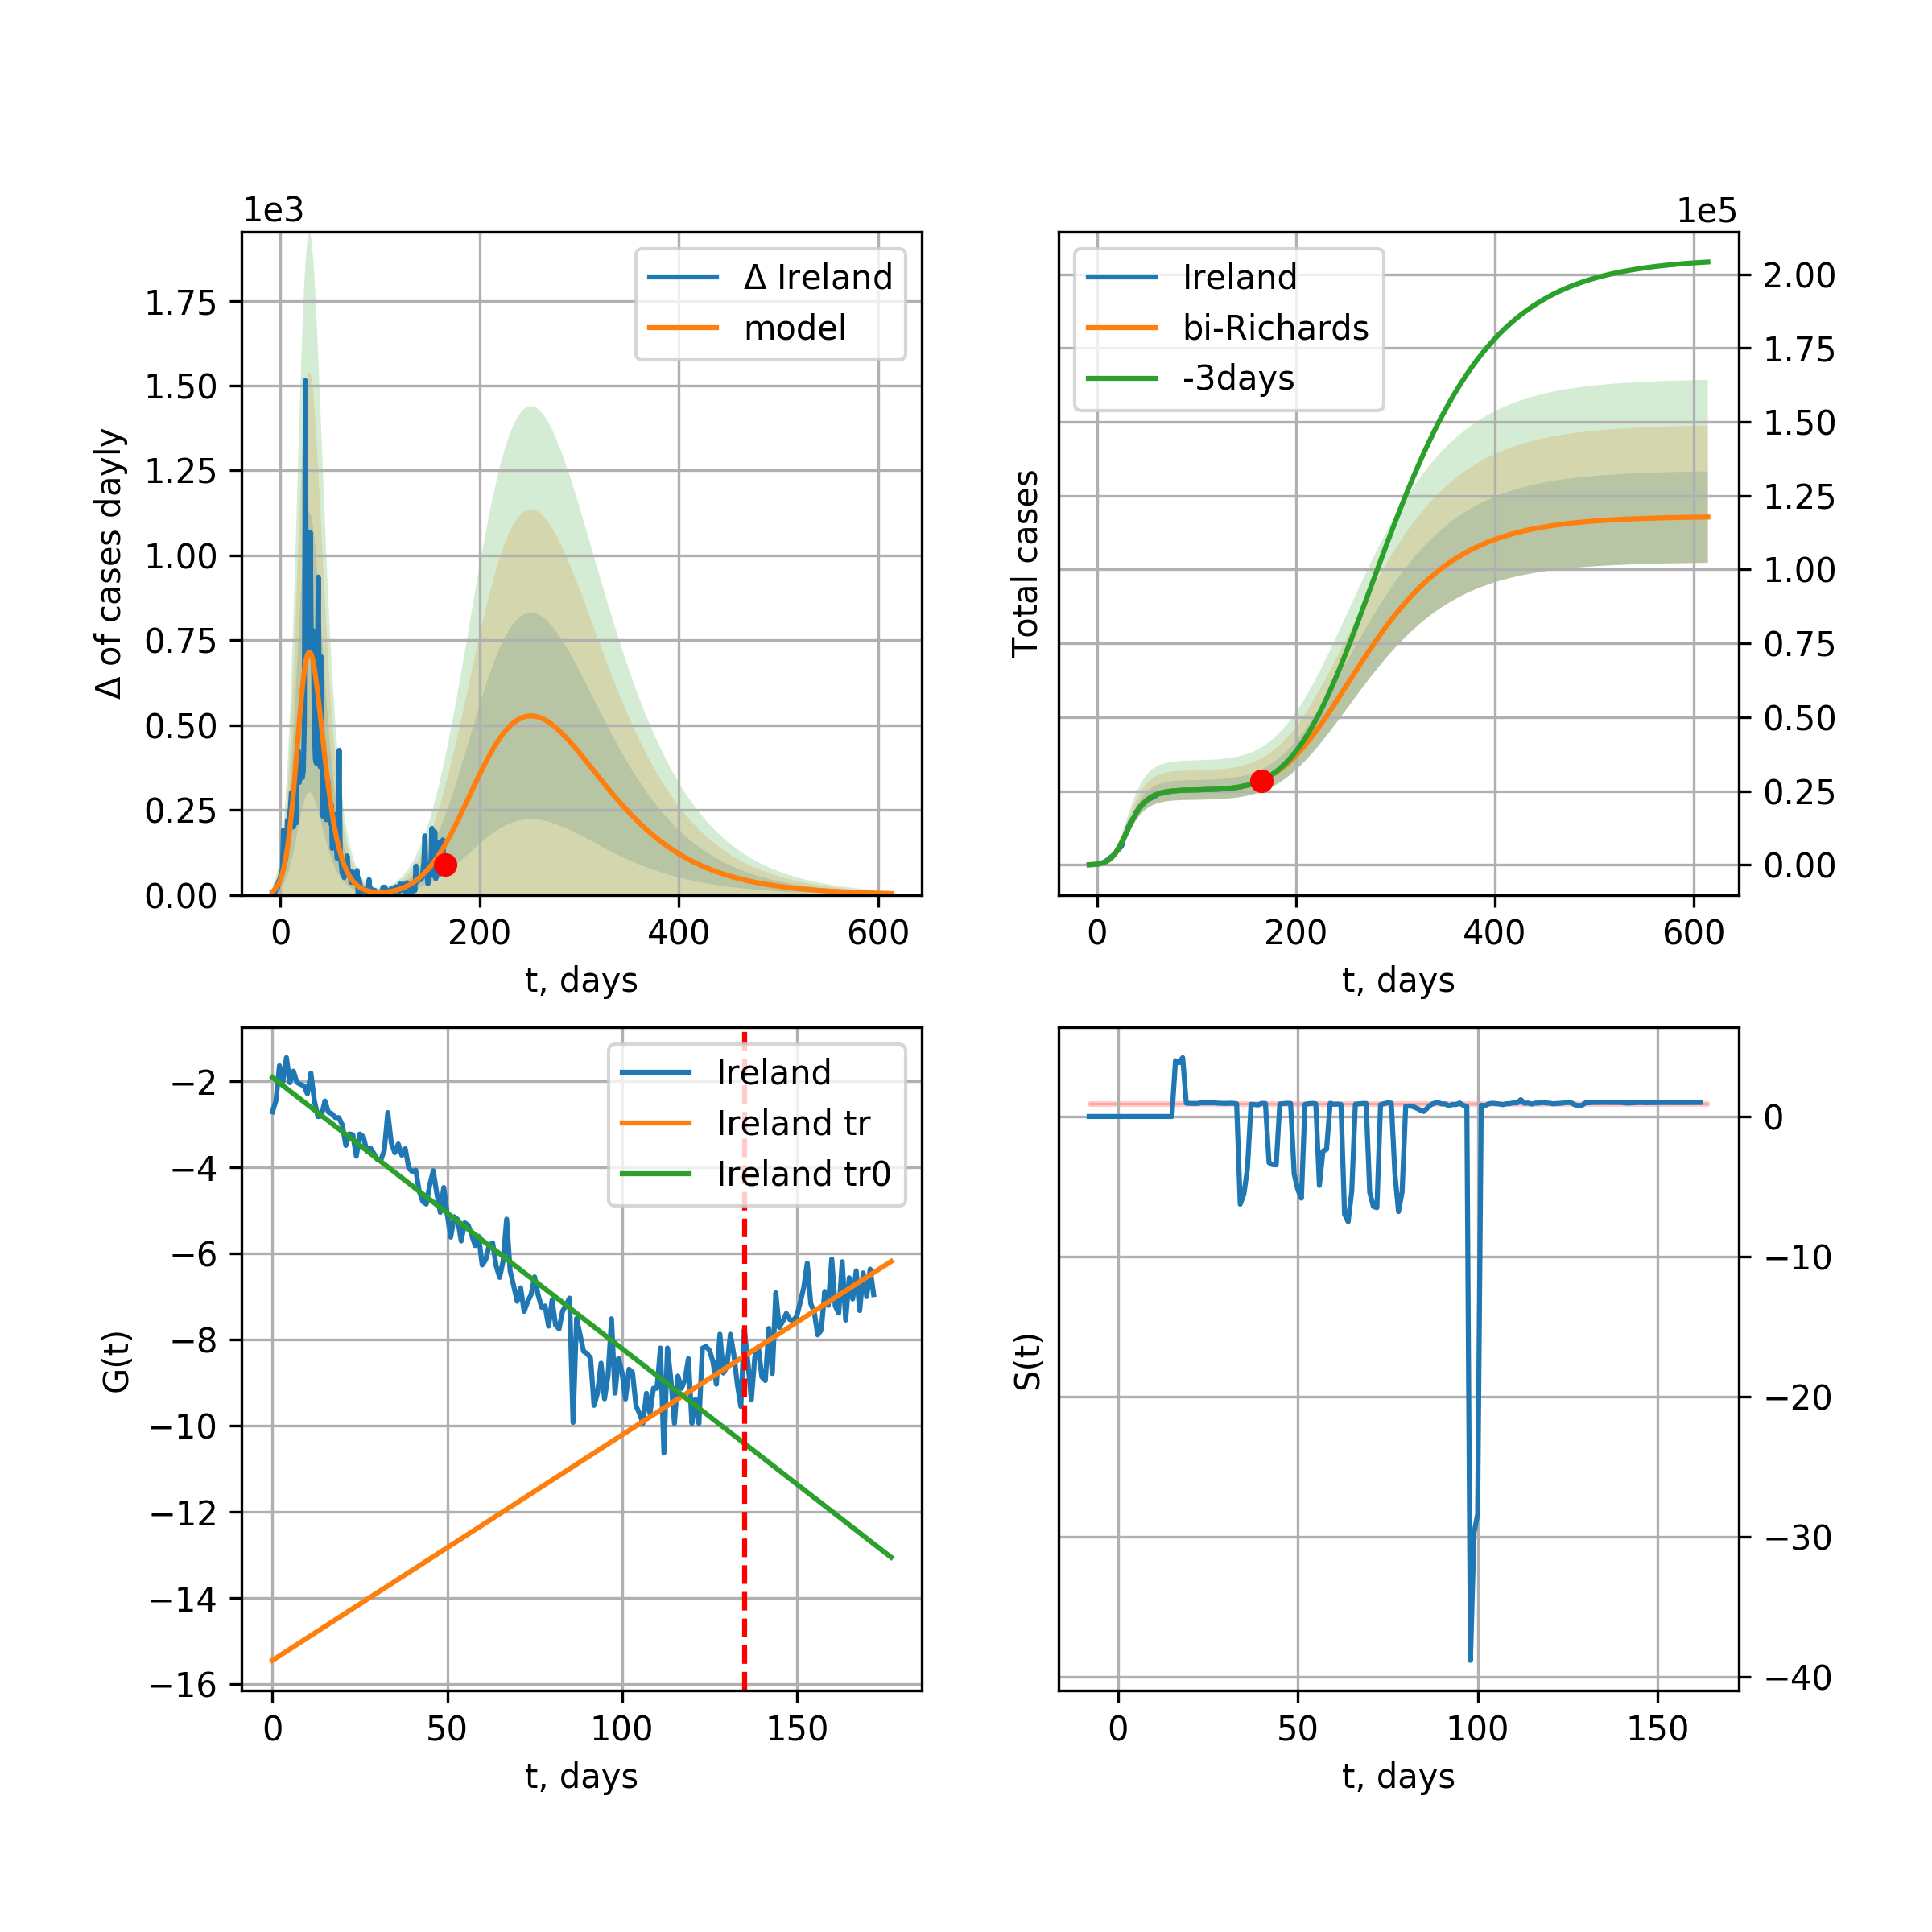 1e3
Δ of cases dayly
1.75
1.50
1.25
1.00
0.75
0.50
0.25
0.00
Δ Ireland
model
0 200 400 600
t, days
1e5
Total cases
Ireland
bi-Richards
-3days
2.00
1.75
1.50
1.25
1.00
0.75
0.50
0.25
0.00
0 200 400 600
t, days
G(t)
−2
−4
−6
−8
−10
−12
−14
−16
Ireland
Ireland tr
Ireland tr0
0 50 100 150
t, days
S(t)
0
−10
−20
−30
−40
0 50 100 150
t, days